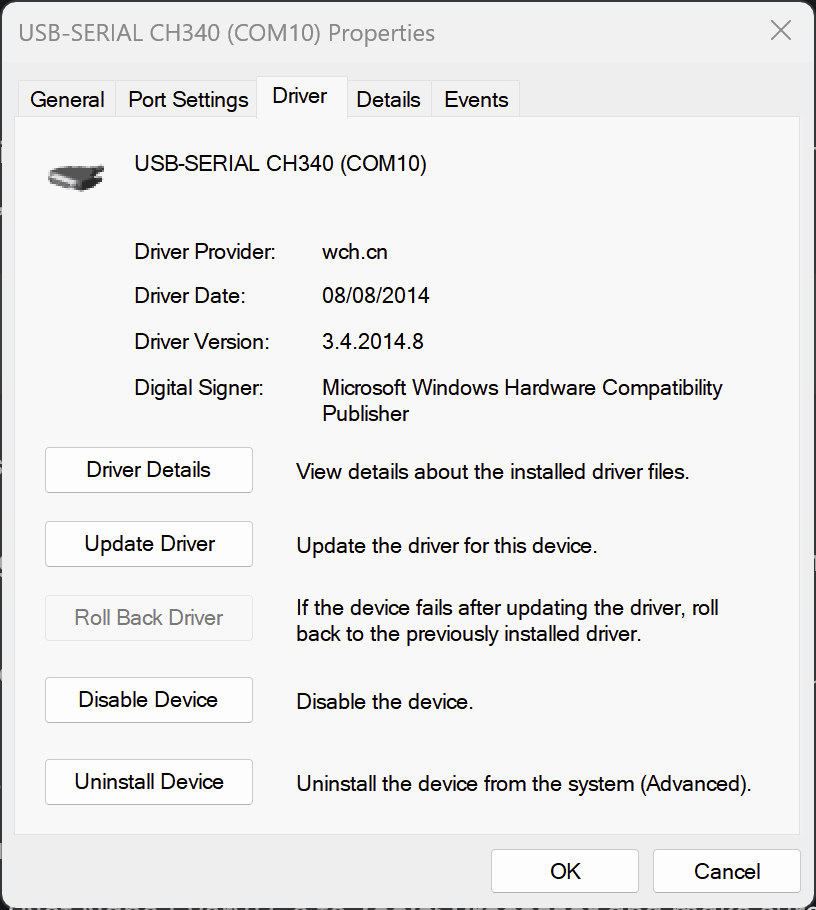 USB-SERIAL CH340 (COM10) Properties
General Port Settings Driver Details Events
USB-SERIAL CH340 (COM10)
Driver Provider: wch.cn
Driver Date: 08/08/2014
Driver Version: 3.4.2014.8
Digital Signer: Microsoft Windows Hardware Compatibility
Publisher
Driver Details View details about the installed driver files.
Update Driver Update the driver for this device.
Roll Back Driver If the device fails after updating the driver, roll
back to the previously installed driver.
Disable Device Disable the device.
Uninstall Device Uninstall the device from the system (Advanced).
OK Cancel